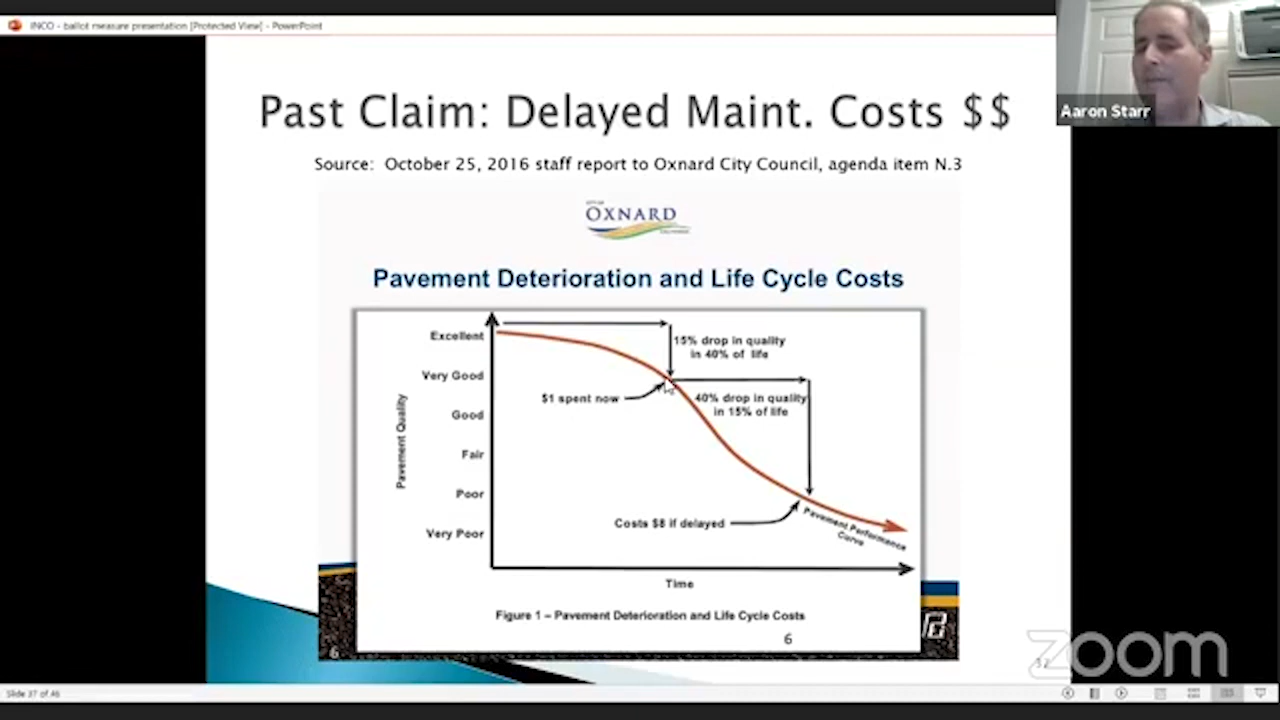 INCO - ballot measure presentation [Protected View] - PowerPoint
Aaron Starr
Past Claim: Delayed Maint. Costs $$
Source: October 25, 2016 staff report to Oxnard City Council, agenda item N.3
CITY OF
OXNARD
Pavement Deterioration and Life Cycle Costs
Excellent
Very Good
Good
Fair
Poor
Very Poor
Pavement Quality
15% drop in quality
in 40% of life
$1 spent now
40% drop in quality
in 15% of life
Costs $8 if delayed
Pavement Performance
Curve
Time
Figure 1 – Pavement Deterioration and Life Cycle Costs
6
6
2
zoom
Slide 37 of 46